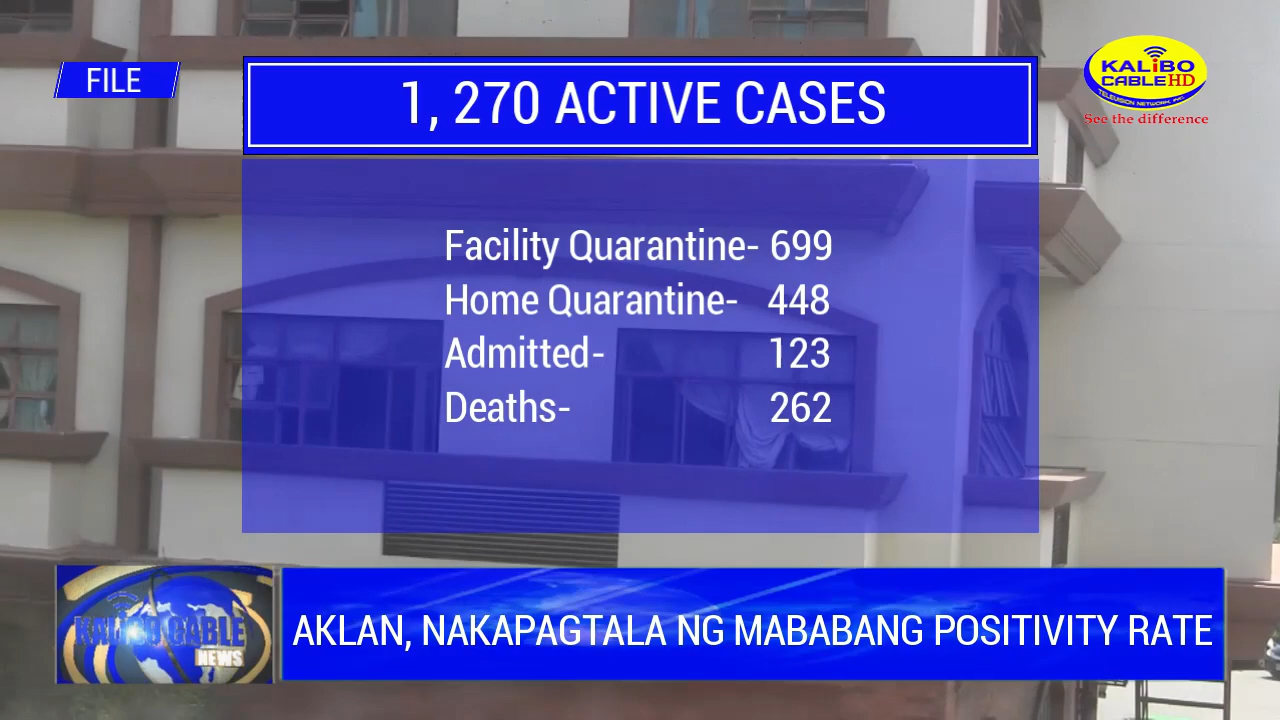 FILE
1, 270 ACTIVE CASES
KALiBO
CABLE HD
TELEVISION NETWORK, INC.
See the difference
Facility Quarantine- 699
Home Quarantine- 448
Admitted- 123
Deaths- 262
KALIBO CABLE
NEWS
AKLAN, NAKAPAGTALA NG MABABANG POSITIVITY RATE